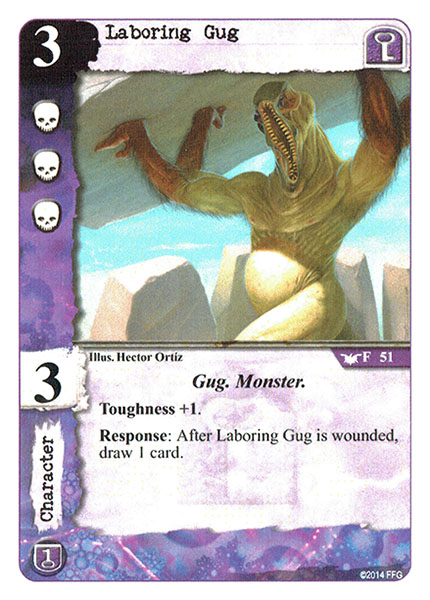 3
Laboring Gug
Illus. Hector Ortiz
F 51
3
Gug. Monster.
Toughness +1.
Response: After Laboring Gug is wounded,
draw 1 card.
Character
1
©2014 FFG